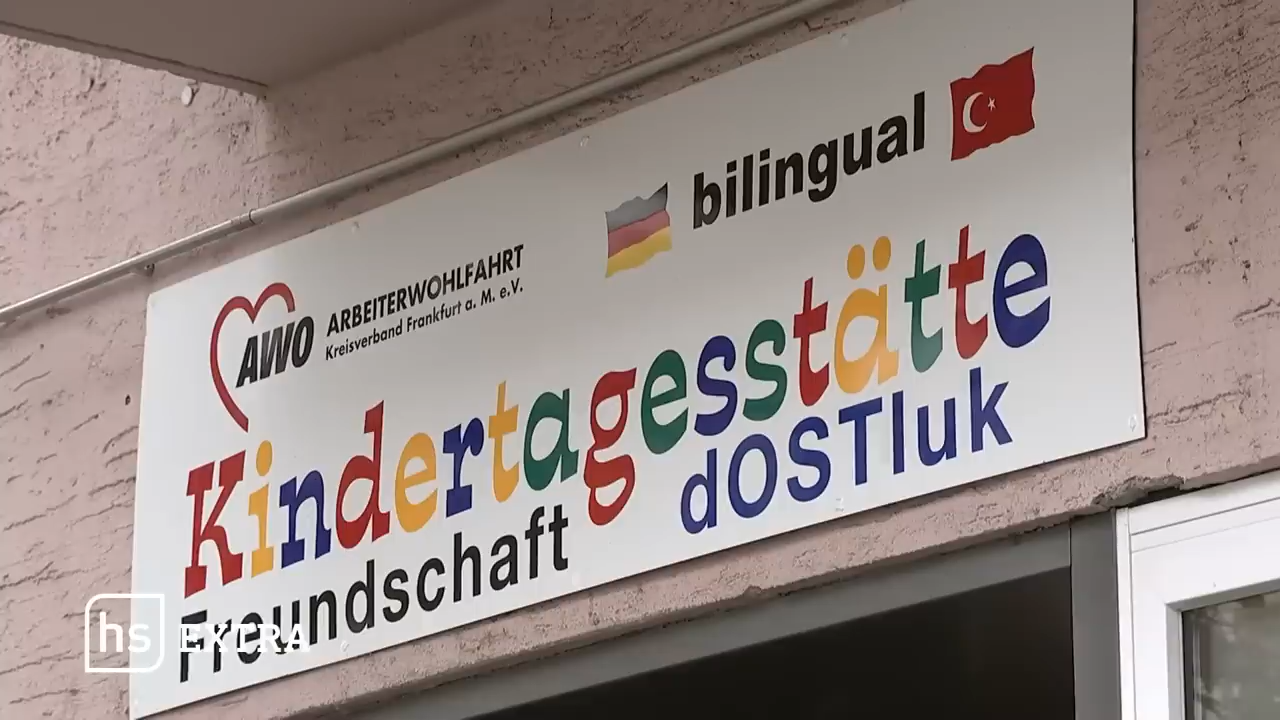 bilingual
AWO ARBEITERWOHLFAHRT
Kreisverband Frankfurt a. M. e.V.
Kindertagesstätte
Freundschaft dOSTluk
hs EXTRA